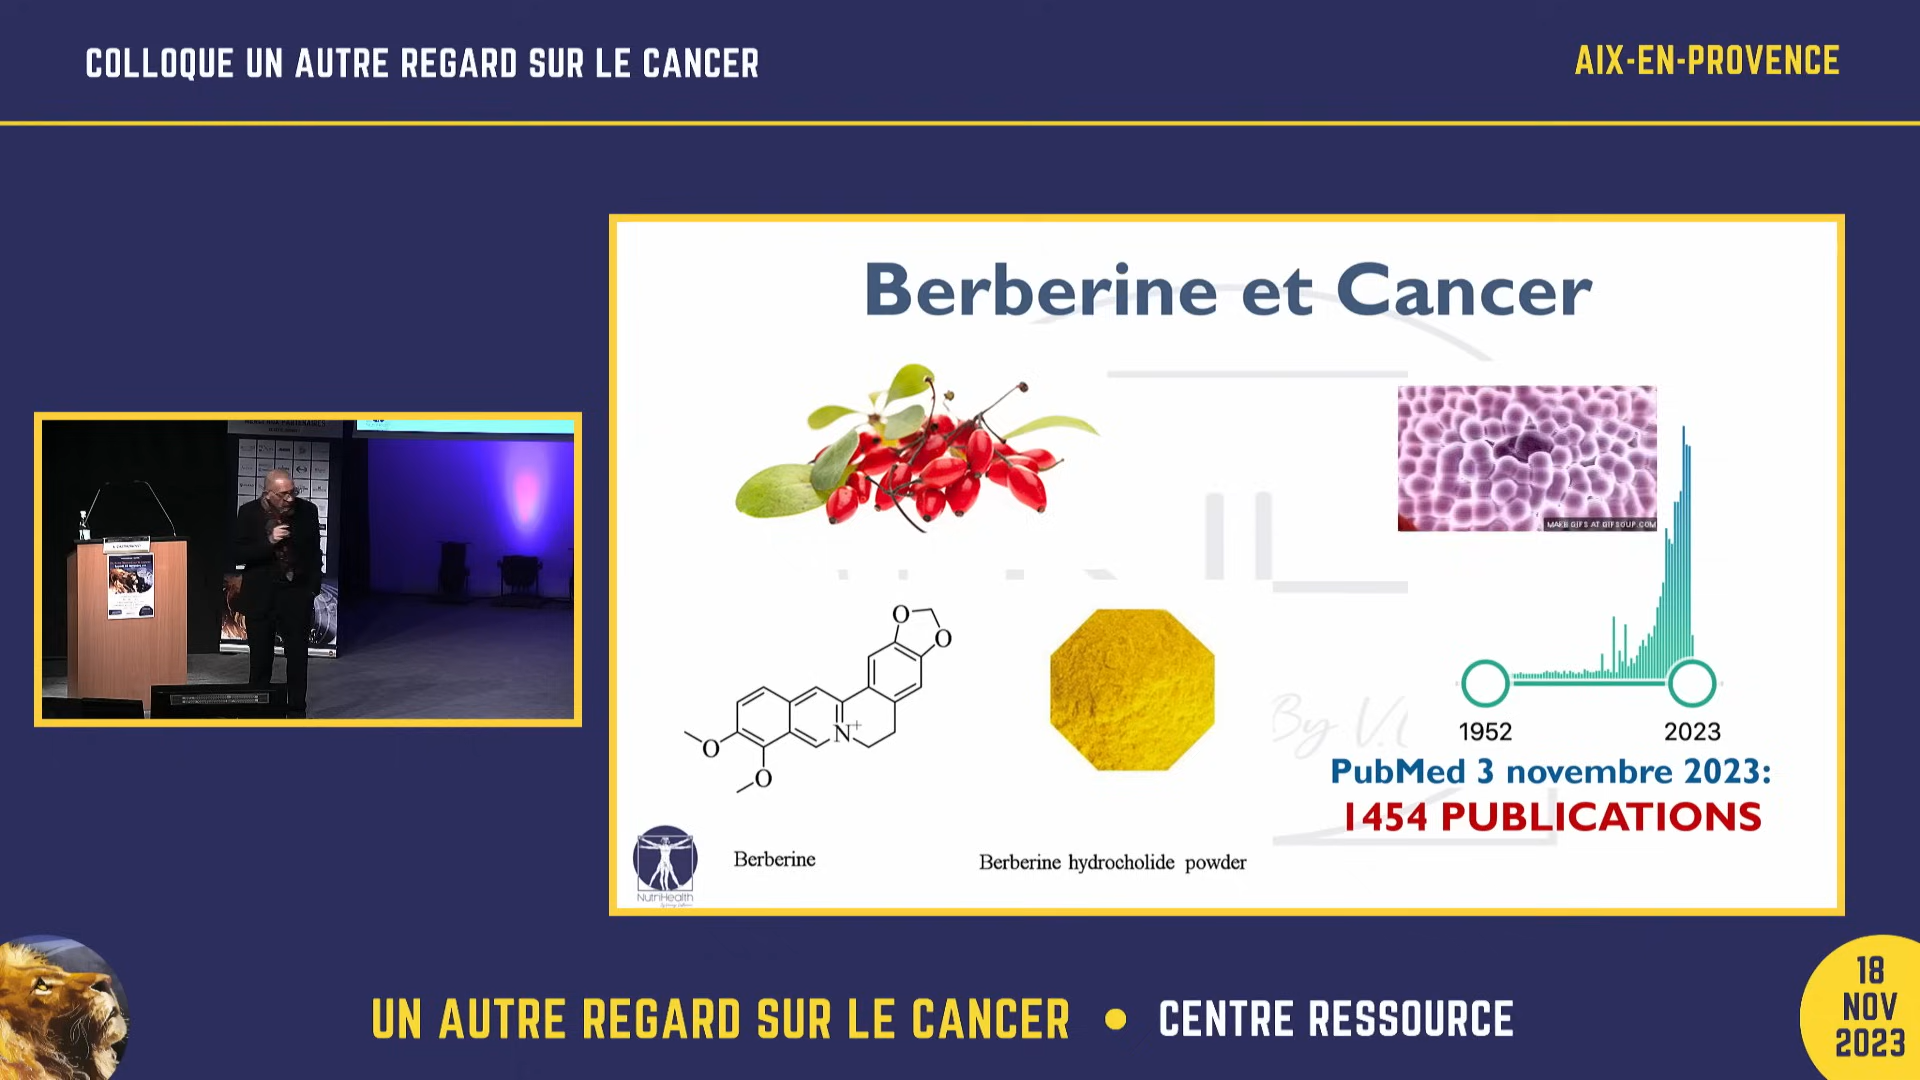 COLLOQUE UN AUTRE REGARD SUR LE CANCER
AIX-EN-PROVENCE
Berberine et Cancer
MAKE GIFS AT GIFSOUP.COM
O
O
N+
O
O
1952
2023
By V.
PubMed 3 novembre 2023:
1454 PUBLICATIONS
Berberine
Berberine hydrocholide powder
NutriHealth
UN AUTRE REGARD SUR LE CANCER • CENTRE RESSOURCE
18
NOV
2023